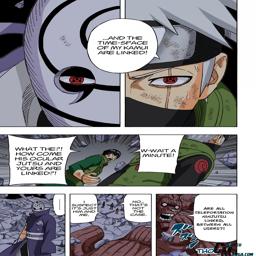 ...AND THE
TIME-SPACE
OF MY KAMUI
ARE LINKED!
W-WAIT A
MINUTE!
WHAT THE?!
HOW COME
HIS OCULAR
JUTSU AND
YOURS ARE
LINKED?!
ARE ALL
TELEPORTATION
NINJUTSU
LINKED,
BETWEEN ALL
USERS?!
NO...
THAT'S
NOT
THE
CASE.
I
SUSPECT
IT'S JUST
HIM AND
ME.